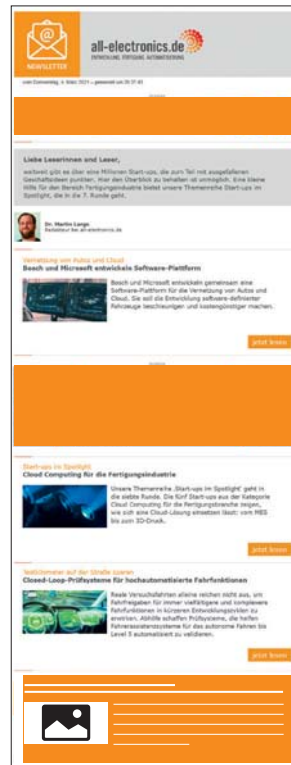 NEWSLETTER
all-electronics.de
ENTWICKLUNG. FERTIGUNG. AUTOMATISIERUNG
Liebe Leserinnen und Leser,
weltweit gibt es über eine Millionen Start-ups, die zum Teil mit ausgefallenen
Geschäftsideen punkten. Hier den Überblick zu behalten ist unmöglich. Eine kleine
Hilfe für den Bereich Fertigungsindustrie bietet unsere Themenreihe Start-ups im
Spotlight, die in die 7. Runde geht.
Dr. Martin Large
Redakteur bei all-electronics.de
Vernetzung von Autos und Cloud
Bosch und Microsoft entwickeln Software-Plattform
Bosch und Microsoft entwickeln gemeinsam eine
Software-Plattform für die Vernetzung von Autos und
Cloud. Sie soll die Entwicklung software-definierter
Fahrzeuge beschleunigen und kostengünstiger machen.
jetzt lesen
Start-ups im Spotlight
Cloud Computing für die Fertigungsindustrie
Unsere Themenreihe 'Start-ups im Spotlight' geht in
die siebte Runde. Die fünf Start-ups aus der Kategorie
Cloud Computing für die Fertigungsbranche zeigen,
wie sich eine Cloud-Lösung einsetzen lässt: vom MES
bis zum 3D-Druck.
jetzt lesen
Testkilometer auf der Straße sparen
Closed-Loop-Prüfsysteme für hochautomatisierte Fahrfunktionen
Reale Versuchsfahrten alleine reichen nicht aus, um
Fahrfreigaben für immer vielfältigere und komplexere
Fahrfunktionen in kürzeren Entwicklungszyklen zu
erwirken. Abhilfe schaffen Prüfsysteme, die helfen
Fahrerassistenzsysteme für das autonome Fahren bis
Level 5 automatisiert zu validieren.
jetzt lesen